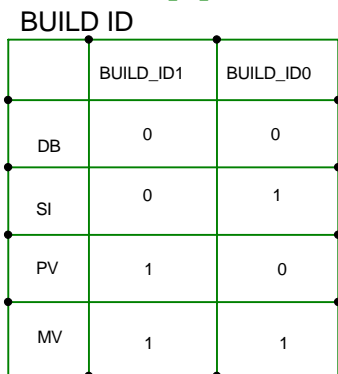 BUILD ID
BUILD_ID1 BUILD_ID0
DB 0 0
SI 0 1
PV 1 0
MV 1 1